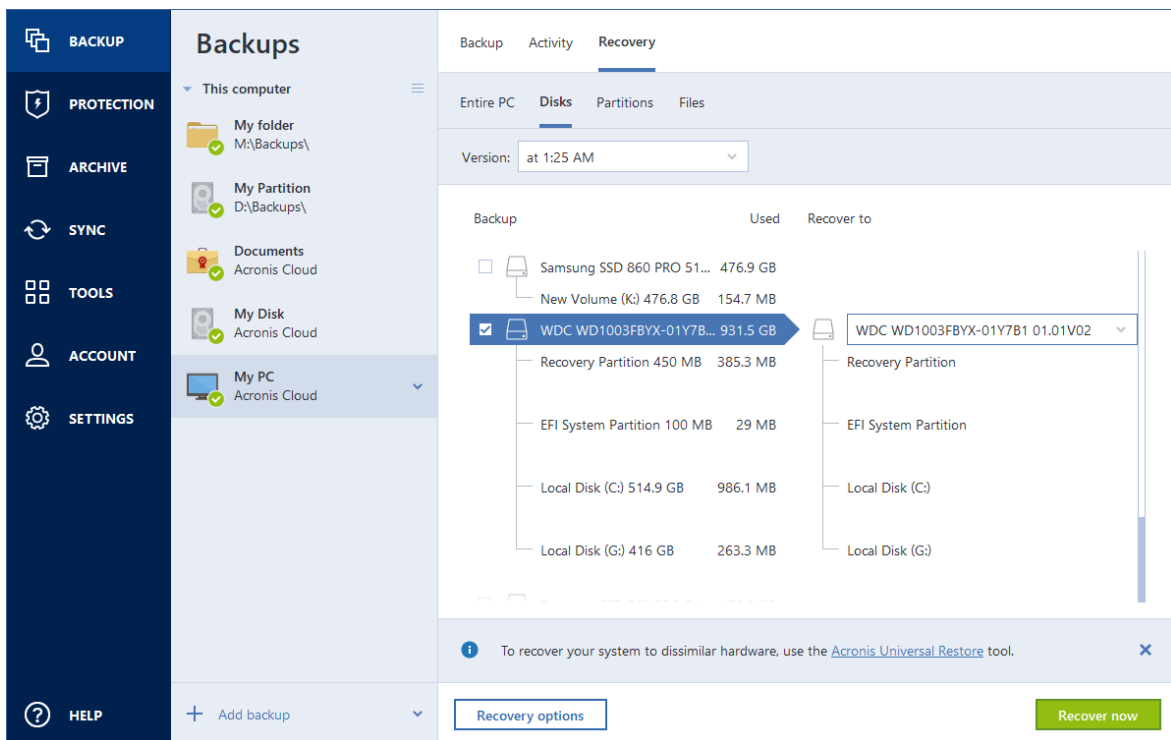 BACKUP
PROTECTION
ARCHIVE
SYNC
TOOLS
ACCOUNT
SETTINGS
HELP
Backups
This computer
My folder
M:\Backups\
My Partition
D:\Backups\
Documents
Acronis Cloud
My Disk
Acronis Cloud
My PC
Acronis Cloud
Add backup
Backup Activity Recovery
Entire PC Disks Partitions Files
Version: at 1:25 AM
Backup Used Recover to
Samsung SSD 860 PRO 51... 476.9 GB
New Volume (K:) 476.8 GB 154.7 MB
WDC WD1003FBYX-01Y7B... 931.5 GB WDC WD1003FBYX-01Y7B1 01.01V02
Recovery Partition 450 MB 385.3 MB Recovery Partition
EFI System Partition 100 MB 29 MB EFI System Partition
Local Disk (C:) 514.9 GB 986.1 MB Local Disk (C:)
Local Disk (G:) 416 GB 263.3 MB Local Disk (G:)
To recover your system to dissimilar hardware, use the Acronis Universal Restore tool.
Recovery options Recover now